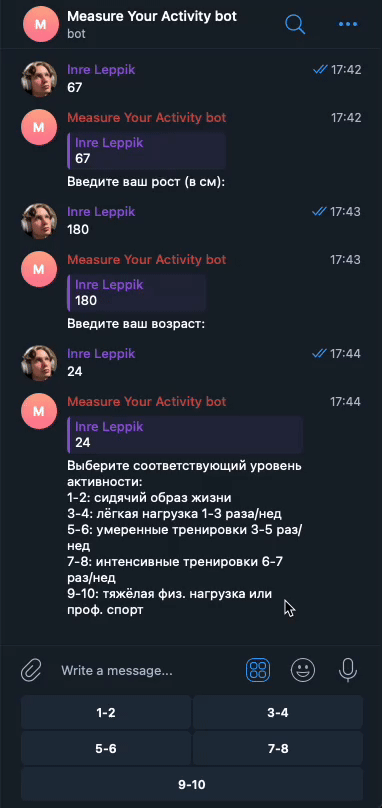 Measure Your Activity bot
bot
Inre Leppik 17:42
67
Measure Your Activity bot 17:42
Inre Leppik
67
Введите ваш рост (в см):
Inre Leppik 17:43
180
Measure Your Activity bot 17:43
Inre Leppik
180
Введите ваш возраст:
Inre Leppik 17:44
24
Measure Your Activity bot 17:44
Inre Leppik
24
Выберите соответствующий уровень
активности:
1-2: сидячий образ жизни
3-4: лёгкая нагрузка 1-3 раза/нед
5-6: умеренные тренировки 3-5 раз/
нед
7-8: интенсивные тренировки 6-7
раз/нед
9-10: тяжёлая физ. нагрузка или
проф. спорт
Write a message...
1-2 3-4
5-6 7-8
9-10